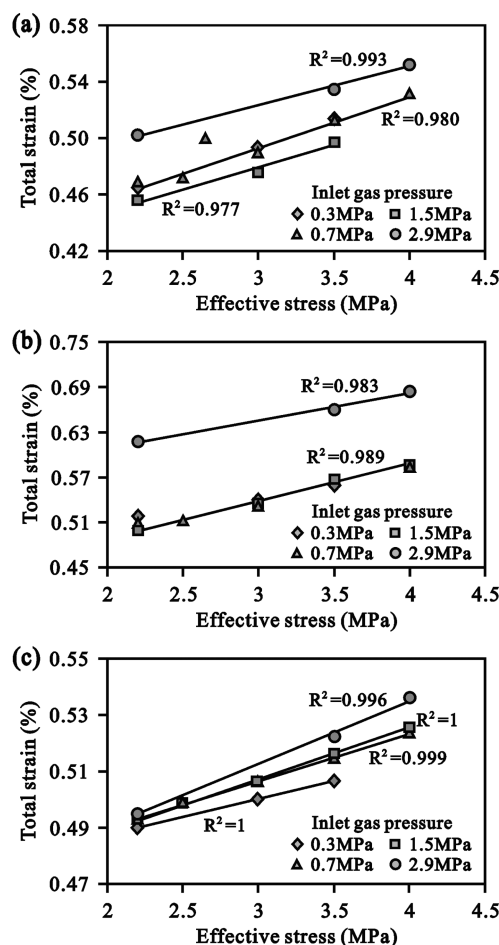 (a)
0.58
0.54
0.50
0.46
0.42
Total strain (%)
R²=0.993
R²=0.980
R²=0.977
Inlet gas pressure
0.3MPa 1.5MPa
0.7MPa 2.9MPa
2 2.5 3 3.5 4 4.5
Effective stress (MPa)
(b)
0.75
0.69
0.63
0.57
0.51
0.45
Total strain (%)
R²=0.983
R²=0.989
Inlet gas pressure
0.3MPa 1.5MPa
0.7MPa 2.9MPa
2 2.5 3 3.5 4 4.5
Effective stress (MPa)
(c)
0.55
0.53
0.51
0.49
0.47
Total strain (%)
R²=0.996
R²=1
R²=0.999
R²=1
Inlet gas pressure
0.3MPa 1.5MPa
0.7MPa 2.9MPa
2 2.5 3 3.5 4 4.5
Effective stress (MPa)